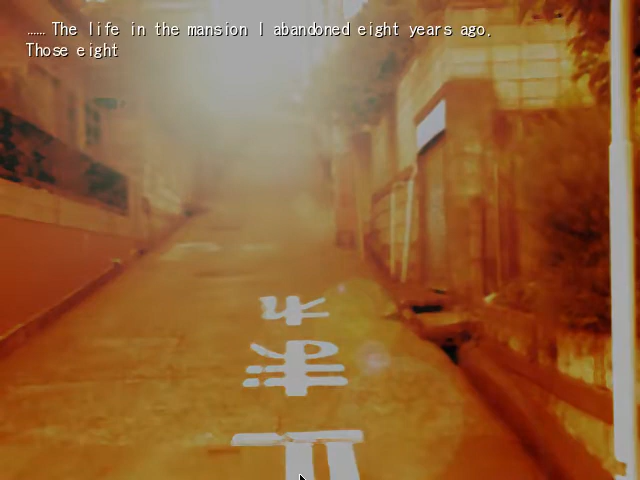 …… The life in the mansion I abandoned eight years ago.
Those eight